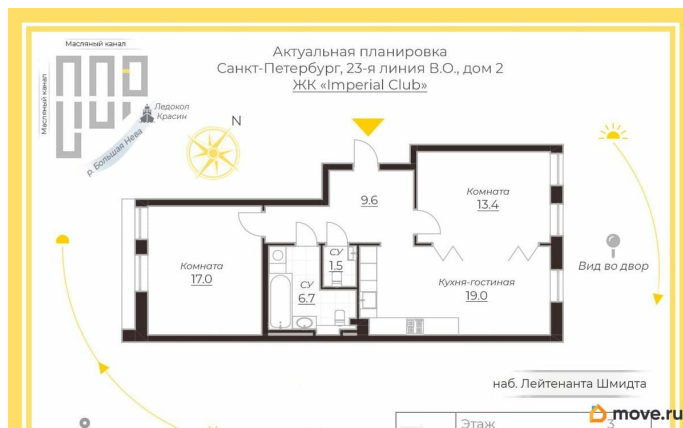 Масляный канал
Масляный канал
Ледокол
Красин
р. Большая Нева
Актуальная планировка
Санкт-Петербург, 23-я линия В.О., дом 2
ЖК «Imperial Club»
N
9.6
Комната
13.4
Комната
17.0
СУ
1.5
СУ
6.7
Кухня-гостиная
19.0
Вид во двор
наб. Лейтенанта Шмидта
Этаж
3
move.ru